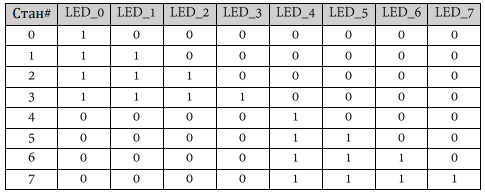 Стан# LED_0 LED_1 LED_2 LED_3 LED_4 LED_5 LED_6 LED_7
0 1 0 0 0 0 0 0 0
1 1 1 0 0 0 0 0 0
2 1 1 1 0 0 0 0 0
3 1 1 1 1 0 0 0 0
4 0 0 0 0 1 0 0 0
5 0 0 0 0 1 1 0 0
6 0 0 0 0 1 1 1 0
7 0 0 0 0 1 1 1 1